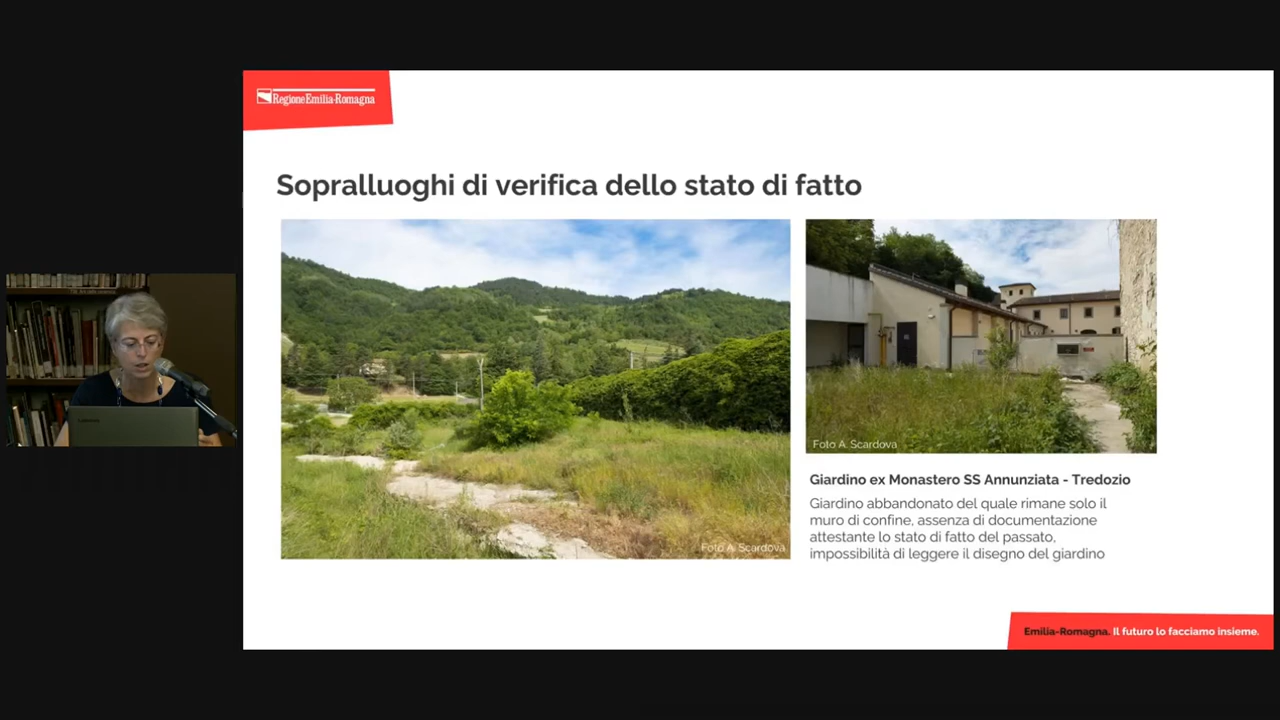 RegioneEmilia-Romagna
Sopralluoghi di verifica dello stato di fatto
Foto A. Scardova
Foto A. Scardova
Giardino ex Monastero SS Annunziata - Tredozio
Giardino abbandonato del quale rimane solo il
muro di confine, assenza di documentazione
attestante lo stato di fatto del passato,
impossibilità di leggere il disegno del giardino
Emilia-Romagna. Il futuro lo facciamo insieme.